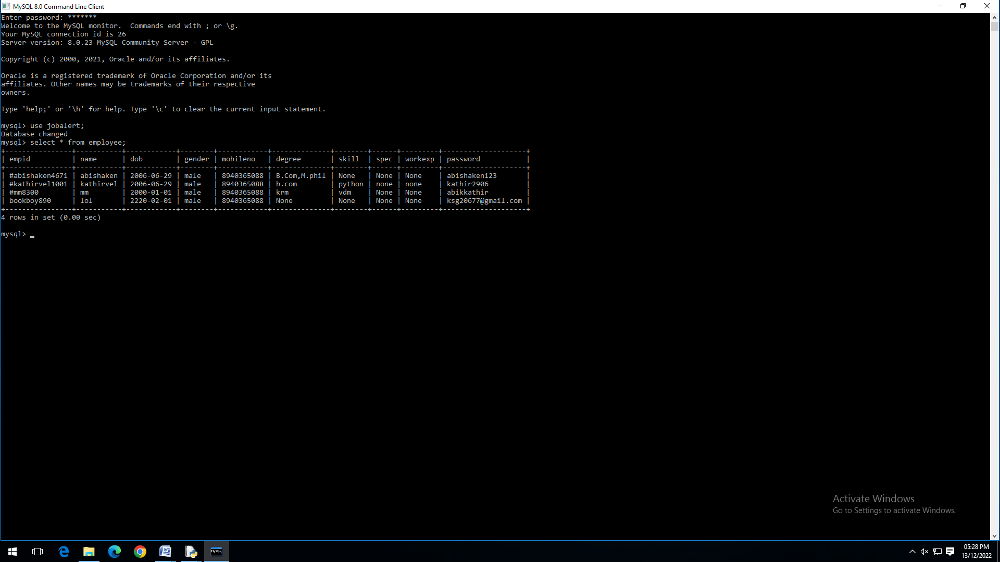 MySQL 8.0 Command Line Client
Enter password: *******
Welcome to the MySQL monitor.  Commands end with ; or \g.
Your MySQL connection id is 26
Server version: 8.0.23 MySQL Community Server - GPL
Copyright (c) 2000, 2021, Oracle and/or its affiliates.
Oracle is a registered trademark of Oracle Corporation and/or its
affiliates. Other names may be trademarks of their respective
owners.
Type 'help;' or '\h' for help. Type '\c' to clear the current input statement.
mysql> use jobalert;
Database changed
mysql> select * from employee;
+----------------+-----------+------------+--------+------------+--------------+--------+------+---------+--------------------+
| empid          | name      | dob        | gender | mobileno   | degree       | skill  | spec | workexp | password           |
+----------------+-----------+------------+--------+------------+--------------+--------+------+---------+--------------------+
| #abishaken4671 | abishaken | 2006-06-29 | male   | 8940365088 | B.Com,M.phil | None   | None | None    | abishaken123       |
| #kathirvel1001 | kathirvel | 2006-06-29 | male   | 8940365088 | b.com        | python | none | none    | kathir2906         |
| #mm8300        | mm        | 2000-01-01 | male   | 8940365088 | krm          | vdm    | None | None    | abikkathir         |
| bookboy890     | lol       | 2220-02-01 | male   | 8940365088 | None         | None   | None | None    | ksg20677@gmail.com |
+----------------+-----------+------------+--------+------------+--------------+--------+------+---------+--------------------+
4 rows in set (0.00 sec)
mysql> _
Activate Windows
Go to Settings to activate Windows.
MySQL
05:28 PM
13/12/2022